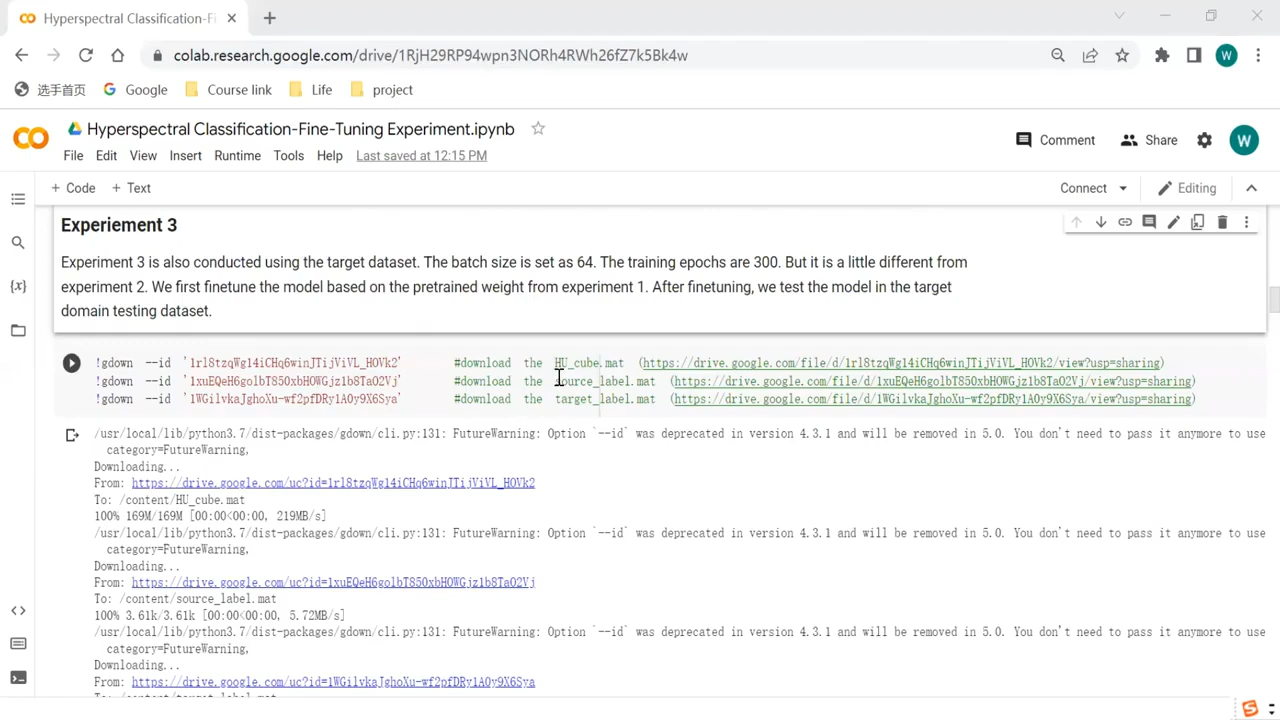 Hyperspectral Classification-Fi
colab.research.google.com/drive/1RjH29RP94wpn3NORh4RWh26fZ7k5Bk4w
W
选手首页
Google
Course link
Life
project
Hyperspectral Classification-Fine-Tuning Experiment.ipynb
Comment
Share
W
File Edit View Insert Runtime Tools Help Last saved at 12:15 PM
+ Code + Text
Connect
Editing
Experiement 3
Experiment 3 is also conducted using the target dataset. The batch size is set as 64. The training epochs are 300. But it is a little different from
experiment 2. We first finetune the model based on the pretrained weight from experiment 1. After finetuning, we test the model in the target
domain testing dataset.
!gdown --id '1rl8tzqWg14iCHq6winJTijViVL_HOVk2' #download the HU_cube.mat (https://drive.google.com/file/d/1rl8tzqWg14iCHq6winJTijViVL_HOVk2/view?usp=sharing)
!gdown --id '1xuEQeH6golbT850xbHOWGjz1b8TaO2Vj' #download the source_label.mat (https://drive.google.com/file/d/1xuEQeH6golbT850xbHOWGjz1b8TaO2Vj/view?usp=sharing)
!gdown --id '1WGilvkaJghoXu-wf2pfDRy1A0y9X6Sya' #download the target_label.mat (https://drive.google.com/file/d/1WGilvkaJghoXu-wf2pfDRy1A0y9X6Sya/view?usp=sharing)
/usr/local/lib/python3.7/dist-packages/gdown/cli.py:131: FutureWarning: Option `--id` was deprecated in version 4.3.1 and will be removed in 5.0. You don't need to pass it anymore to use
category=FutureWarning,
Downloading...
From: https://drive.google.com/uc?id=1rl8tzqWg14iCHq6winJTijViVL_HOVk2
To: /content/HU_cube.mat
100% 169M/169M [00:00<00:00, 219MB/s]
/usr/local/lib/python3.7/dist-packages/gdown/cli.py:131: FutureWarning: Option `--id` was deprecated in version 4.3.1 and will be removed in 5.0. You don't need to pass it anymore to use
category=FutureWarning,
Downloading...
From: https://drive.google.com/uc?id=1xuEQeH6golbT850xbHOWGjz1b8TaO2Vj
To: /content/source_label.mat
100% 3.61k/3.61k [00:00<00:00, 5.72MB/s]
/usr/local/lib/python3.7/dist-packages/gdown/cli.py:131: FutureWarning: Option `--id` was deprecated in version 4.3.1 and will be removed in 5.0. You don't need to pass it anymore to use
category=FutureWarning,
Downloading...
From: https://drive.google.com/uc?id=1WGilvkaJghoXu-wf2pfDRy1A0y9X6Sya